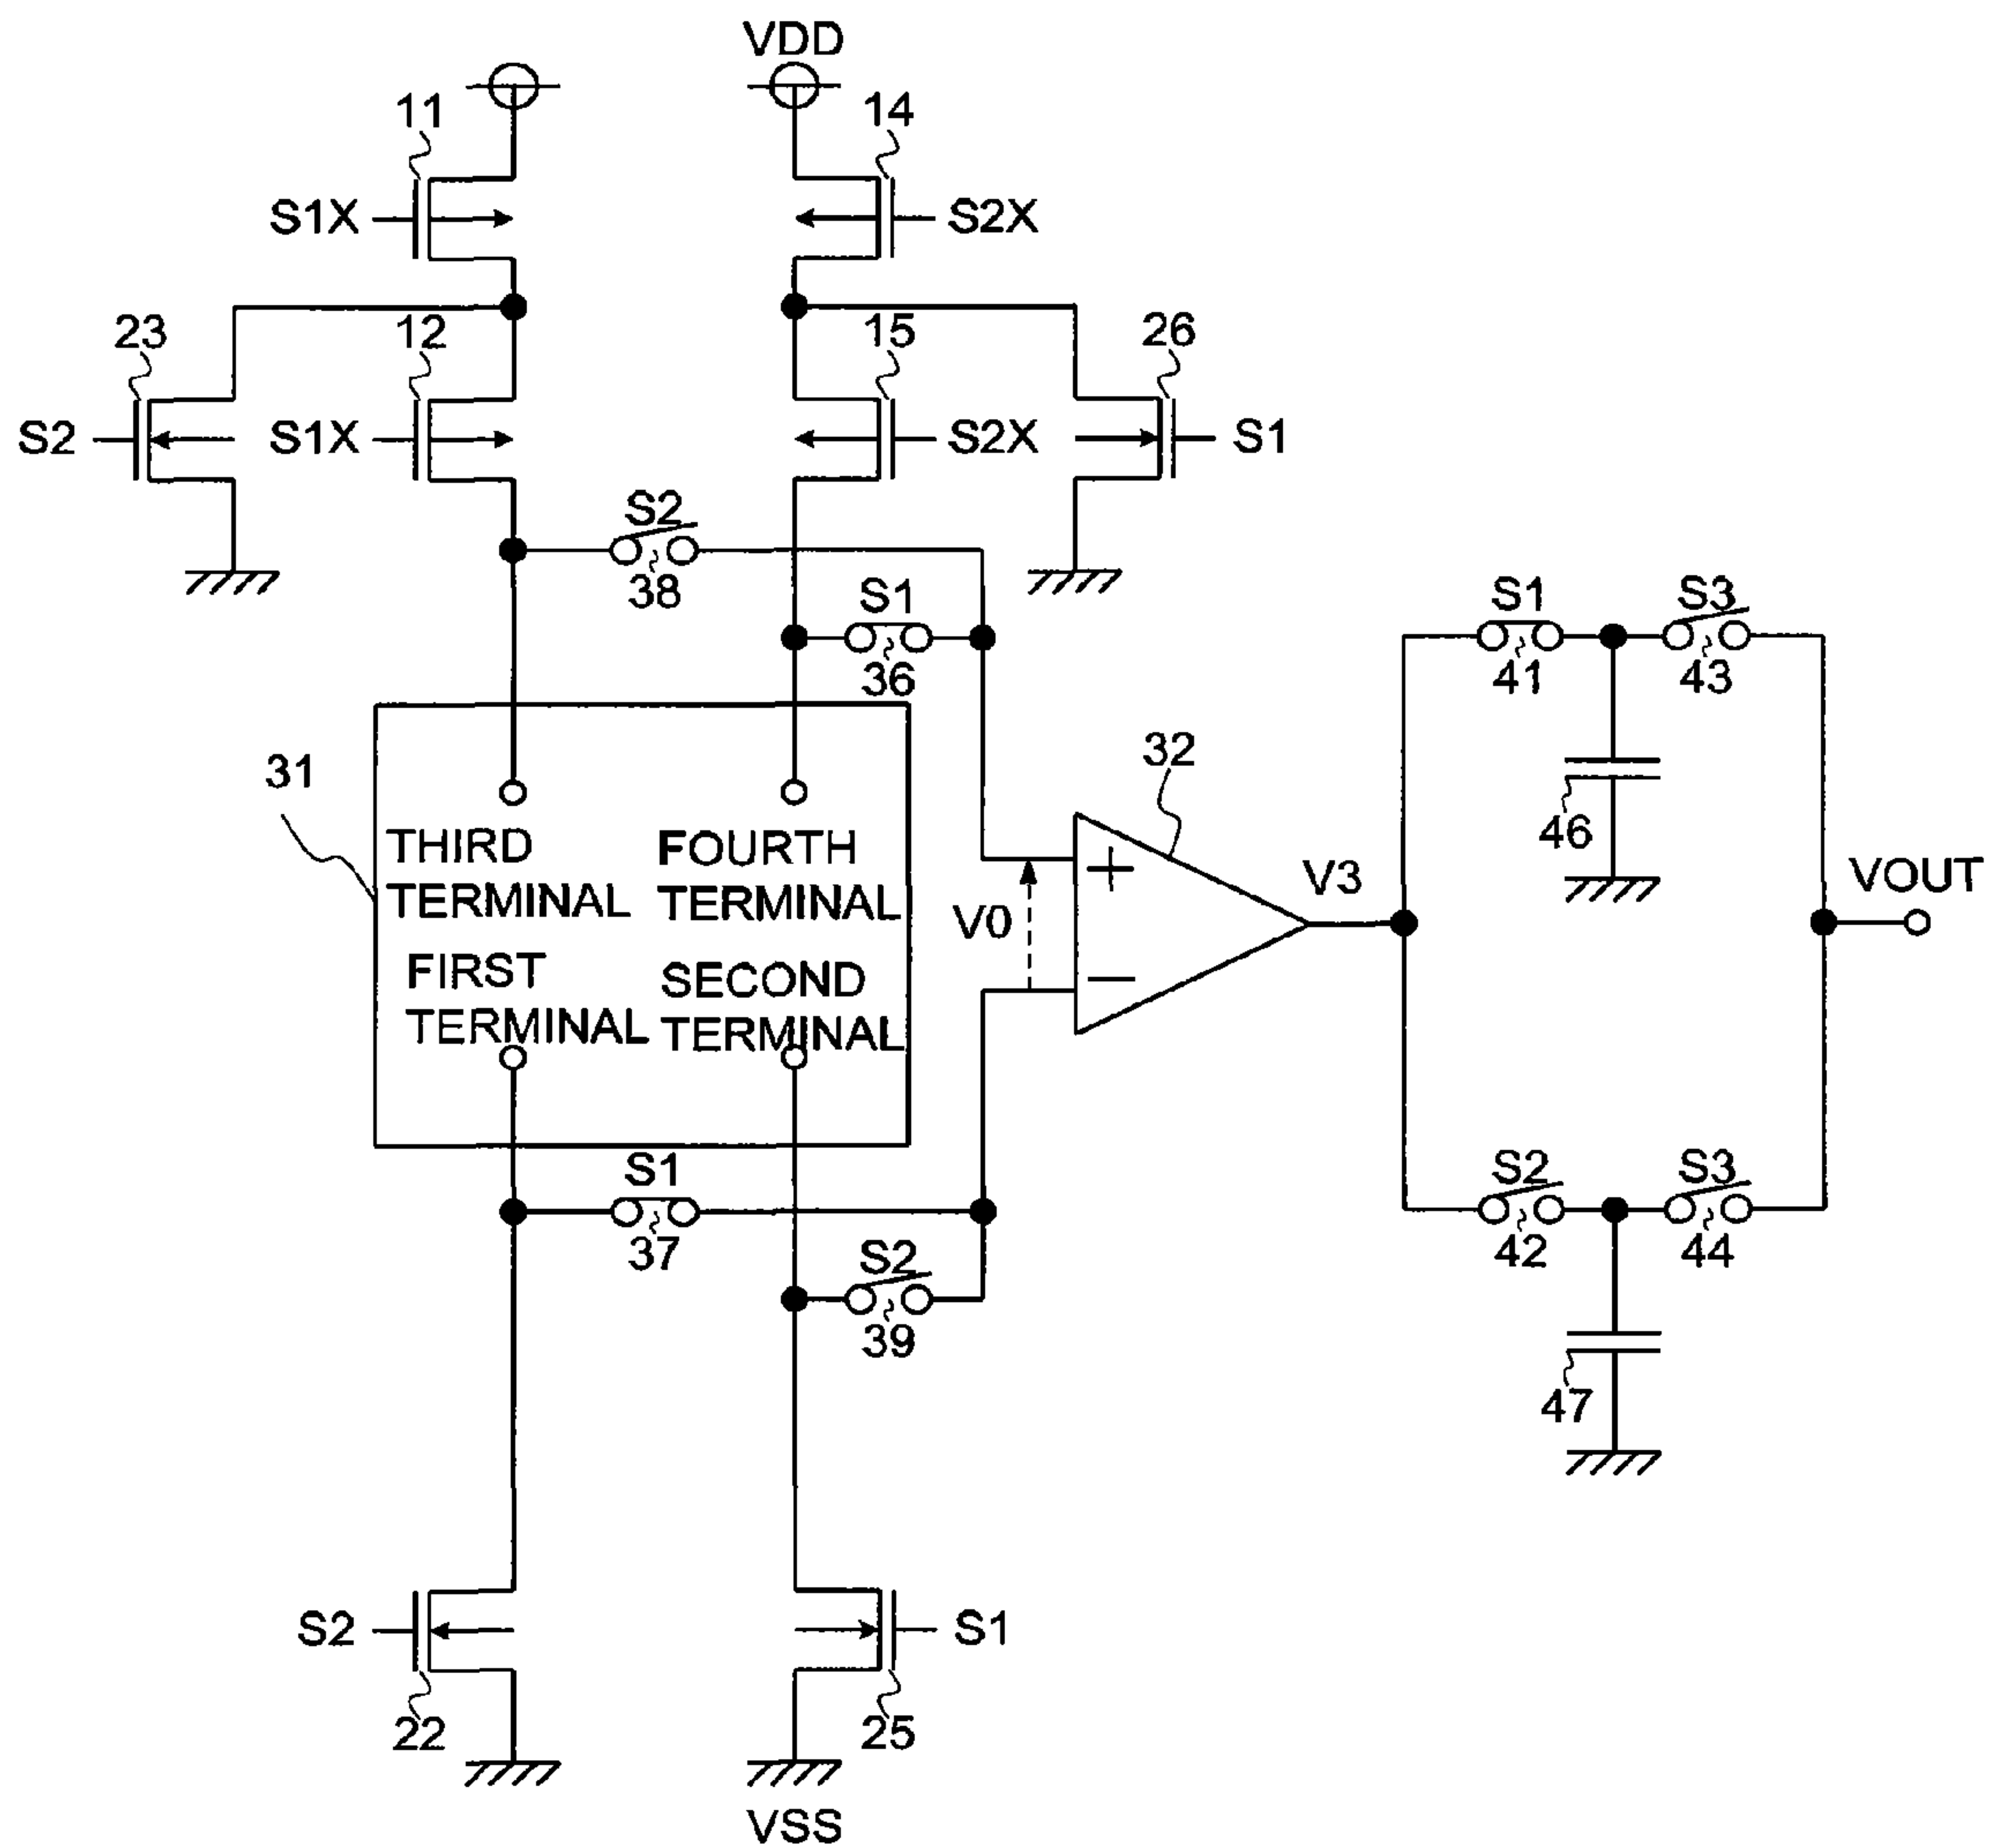 VDD
11
14
S1X
S2X
23
12
15
26
S2
S1X
S2X
S1
S2
38
S1
36
S1
S3
41
43
31
32
46
THIRD
TERMINAL
FOURTH
TERMINAL
V0
+
−
V3
VOUT
FIRST
TERMINAL
SECOND
TERMINAL
S1
37
S2
39
S2
S3
42
44
47
S2
S1
22
25
VSS